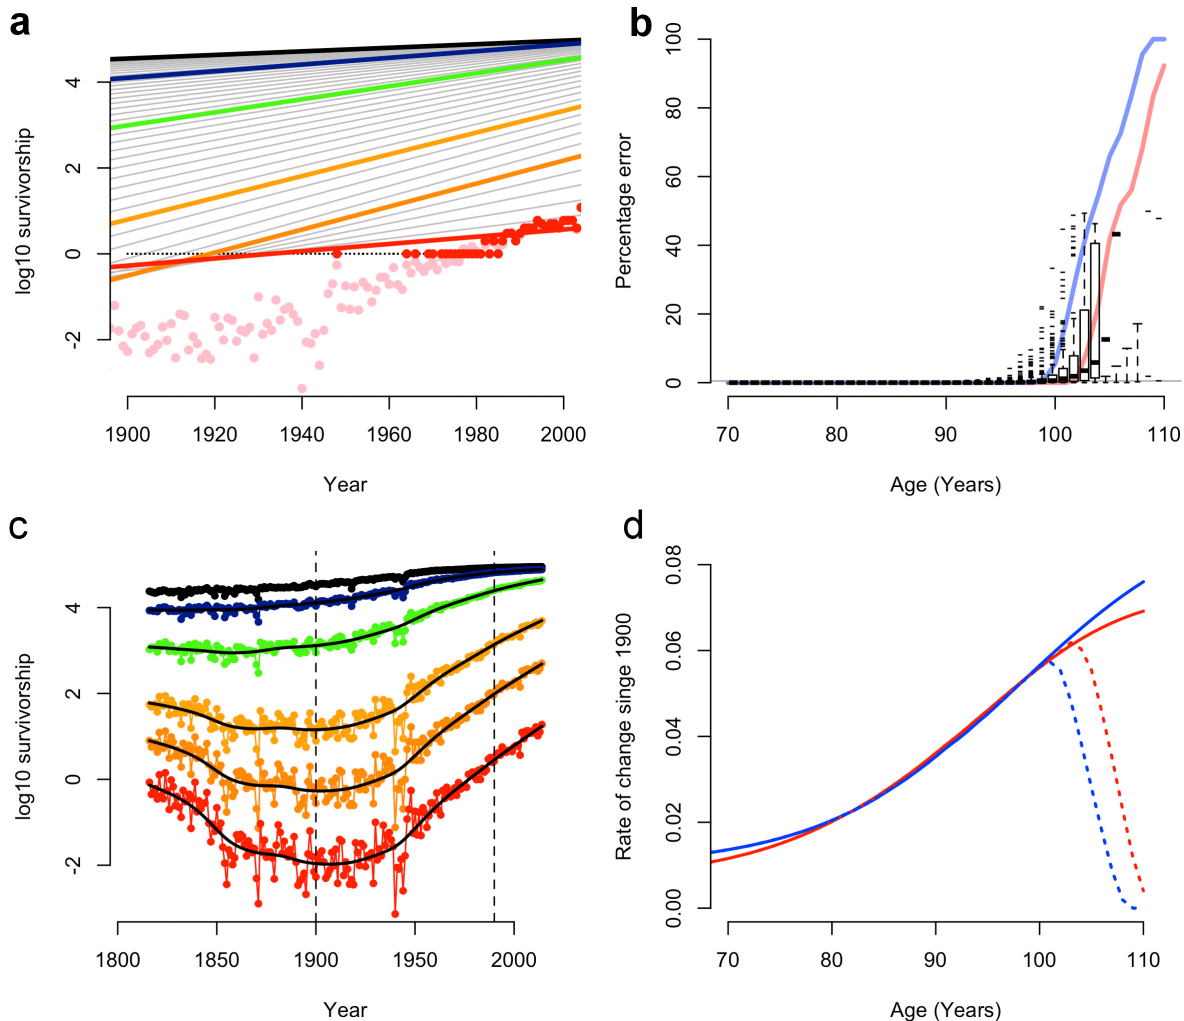 a
log10 survivorship
4
2
0
-2
1900 1920 1940 1960 1980 2000
Year
b
Percentage error
100
80
60
40
20
0
70 80 90 100 110
Age (Years)
c
log10 survivorship
4
2
0
-2
1800 1850 1900 1950 2000
Year
d
Rate of change singe 1900
0.08
0.06
0.04
0.02
0.00
70 80 90 100 110
Age (Years)